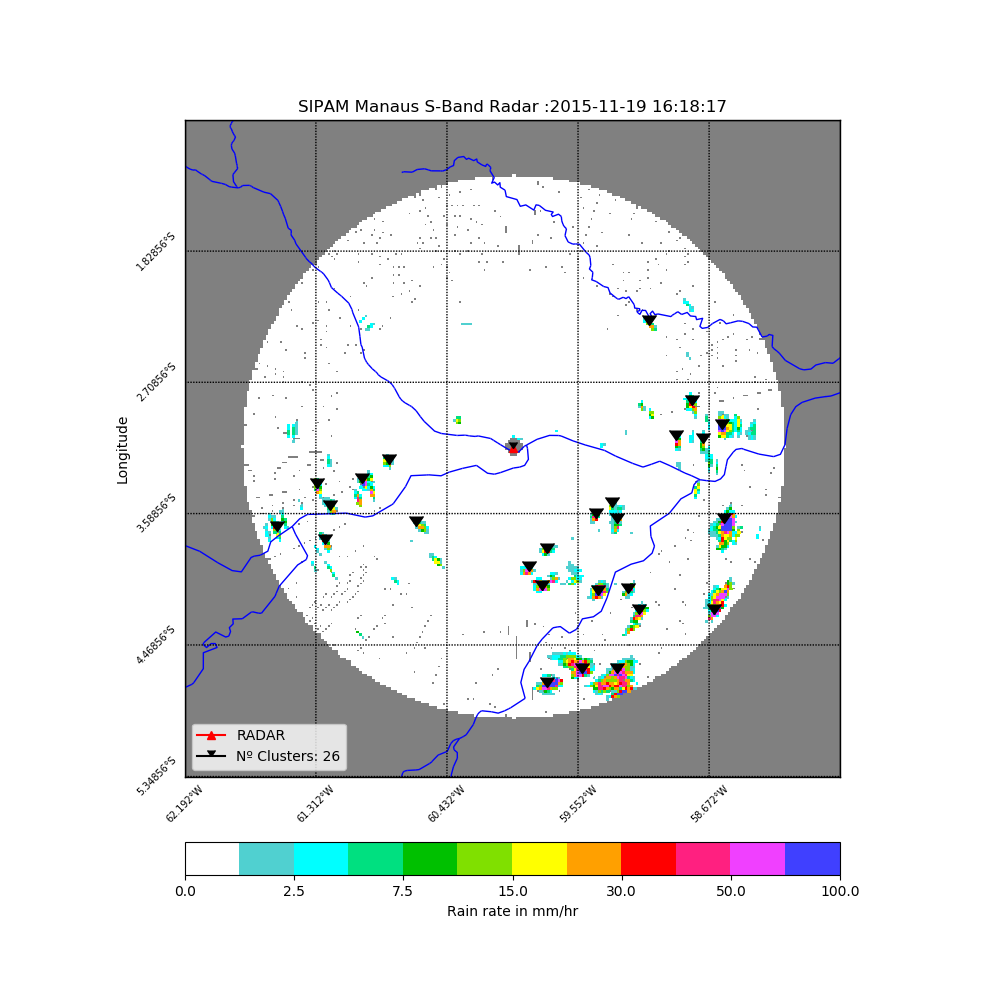 SIPAM Manaus S-Band Radar :2015-11-19 16:18:17
Longitude
1.82856°S
2.70856°S
3.58856°S
4.46856°S
5.34856°S
RADAR
Nº Clusters: 26
62.192°W 61.312°W 60.432°W 59.552°W 58.672°W
0.0 2.5 7.5 15.0 30.0 50.0 100.0
Rain rate in mm/hr